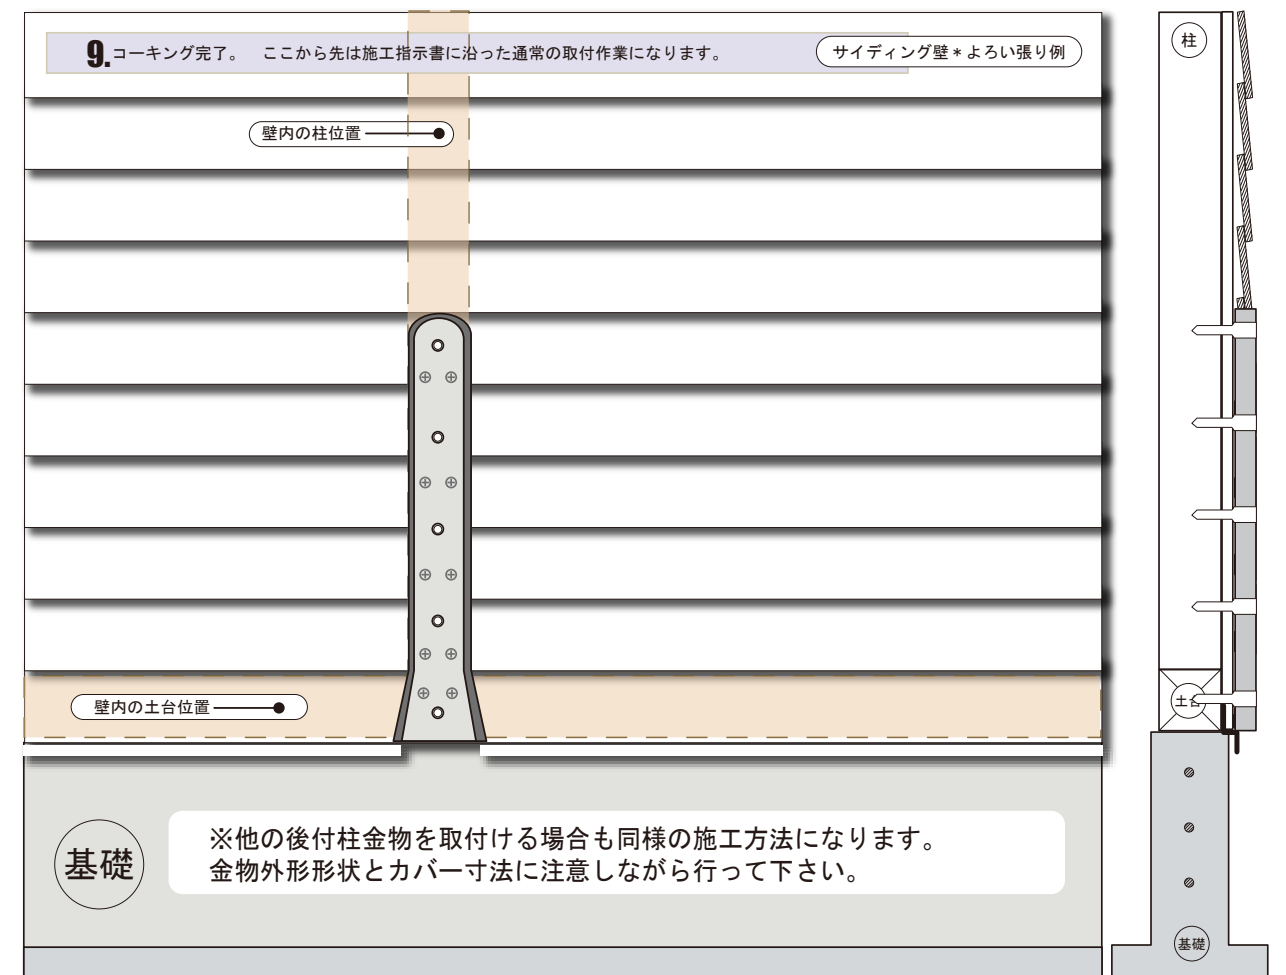 9.コーキング完了。　ここから先は施工指示書に沿った通常の取付作業になります。
サイディング壁＊よろい張り例
柱
壁内の柱位置
壁内の土台位置
土台
基礎
※他の後付柱金物を取付ける場合も同様の施工方法になります。
金物外形形状とカバー寸法に注意しながら行って下さい。
基礎